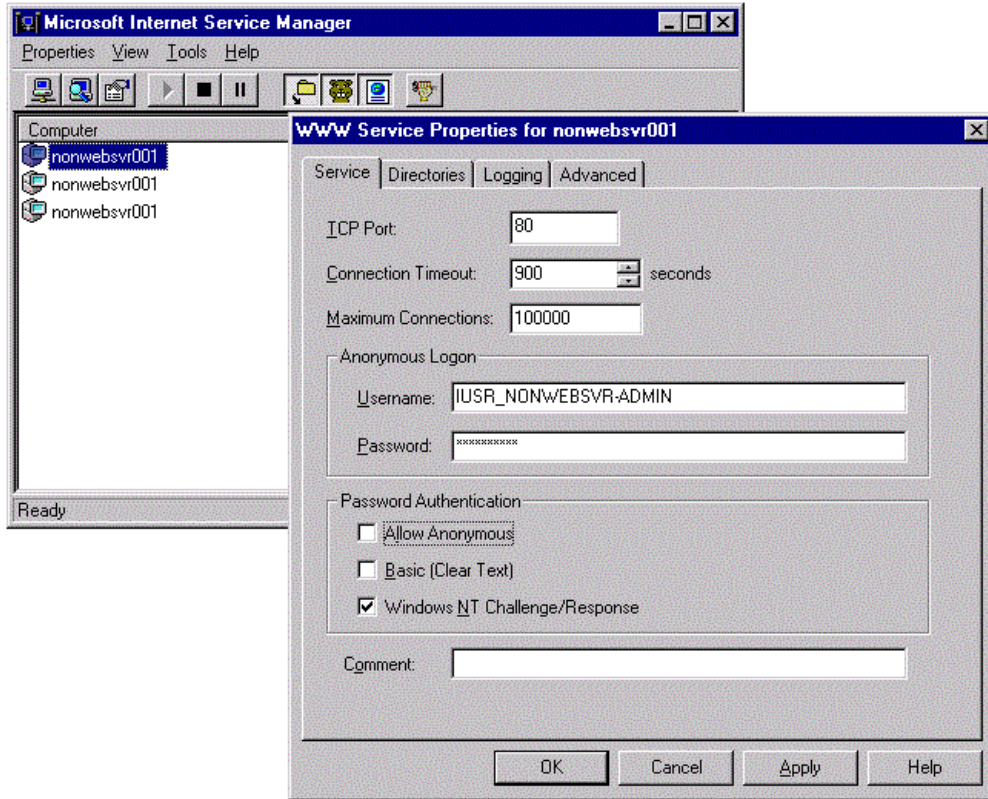 Microsoft Internet Service Manager
Properties View Tools Help
Computer
nonwebsvr001
nonwebsvr001
nonwebsvr001
Ready
WWW Service Properties for nonwebsvr001
Service Directories Logging Advanced
TCP Port: 80
Connection Timeout: 900 seconds
Maximum Connections: 100000
Anonymous Logon
Username: IUSR_NONWEBSVR-ADMIN
Password: **********
Password Authentication
Allow Anonymous
Basic (Clear Text)
Windows NT Challenge/Response
Comment:
OK Cancel Apply Help